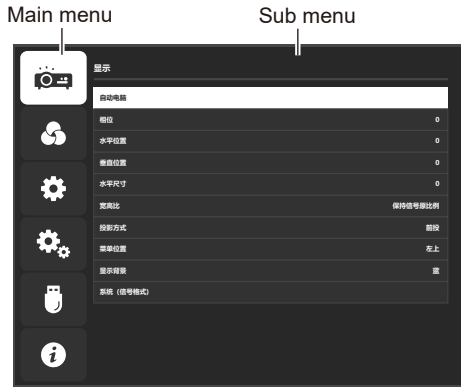 Main menu
Sub menu
显示
自动电脑
相位 0
水平位置 0
垂直位置 0
水平尺寸 0
宽高比 保持信号原比例
投影方式 前投
菜单位置 左上
显示背景 蓝
系统（信号格式）